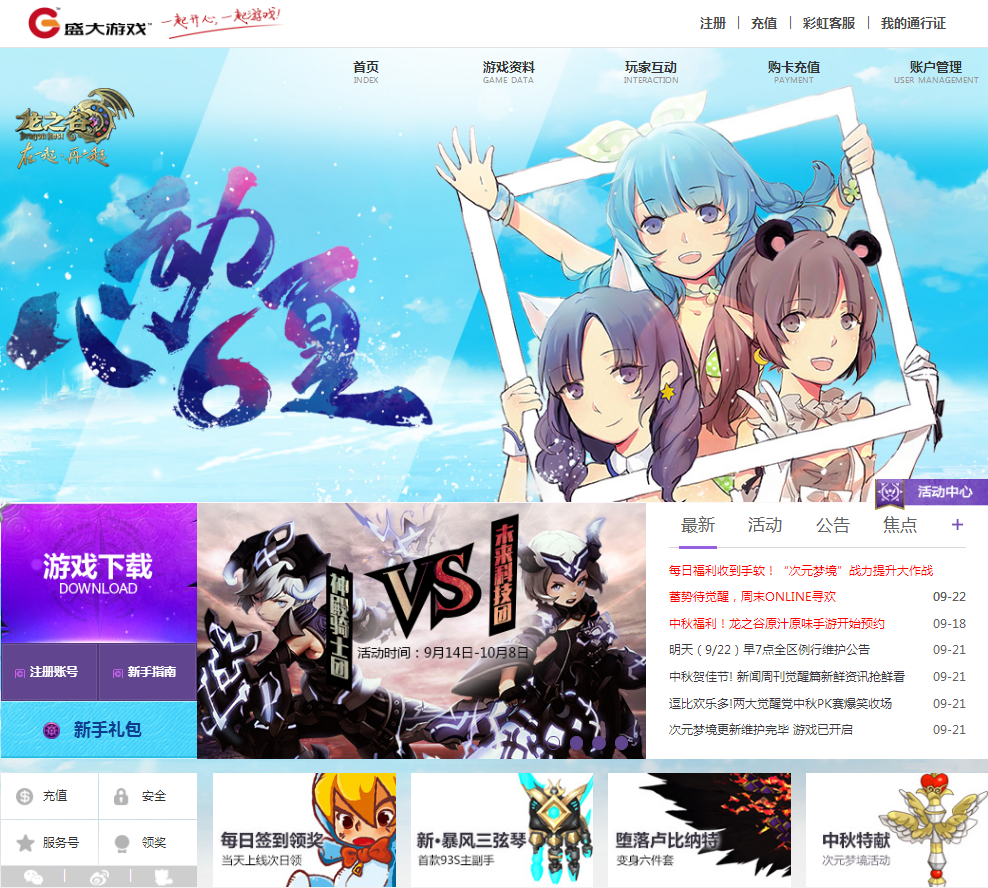 盛大游戏™ 一起开心,一起游戏!
注册 | 充值 | 彩虹客服 | 我的通行证
首页 游戏资料 玩家互动 购卡充值 账户管理
INDEX GAME DATA INTERACTION PAYMENT USER MANAGEMENT
龙之谷
Dragon Nest
在一起·再一起
心动6夏
活动中心
游戏下载
DOWNLOAD
注册账号 新手指南
新手礼包
神殿骑士团
VS
未来科技团
活动时间：9月14日-10月8日
最新 活动 公告 焦点 +
每日福利收到手软！“次元梦境”战力提升大作战
蓄势待觉醒，周末ONLINE寻欢 09-22
中秋福利！龙之谷原汁原味手游开始预约 09-18
明天（9/22）早7点全区例行维护公告 09-21
中秋贺佳节! 新闻周刊觉醒篇新鲜资讯抢鲜看 09-21
逗比欢乐多!两大觉醒党中秋PK赛爆笑收场 09-21
次元梦境更新维护完毕 游戏已开启 09-21
充值 安全
服务号 领奖
每日签到领奖
当天上线次日领
新·暴风三弦琴
首款93S主副手
堕落卢比纳特
变身六件套
中秋特献
次元梦境活动